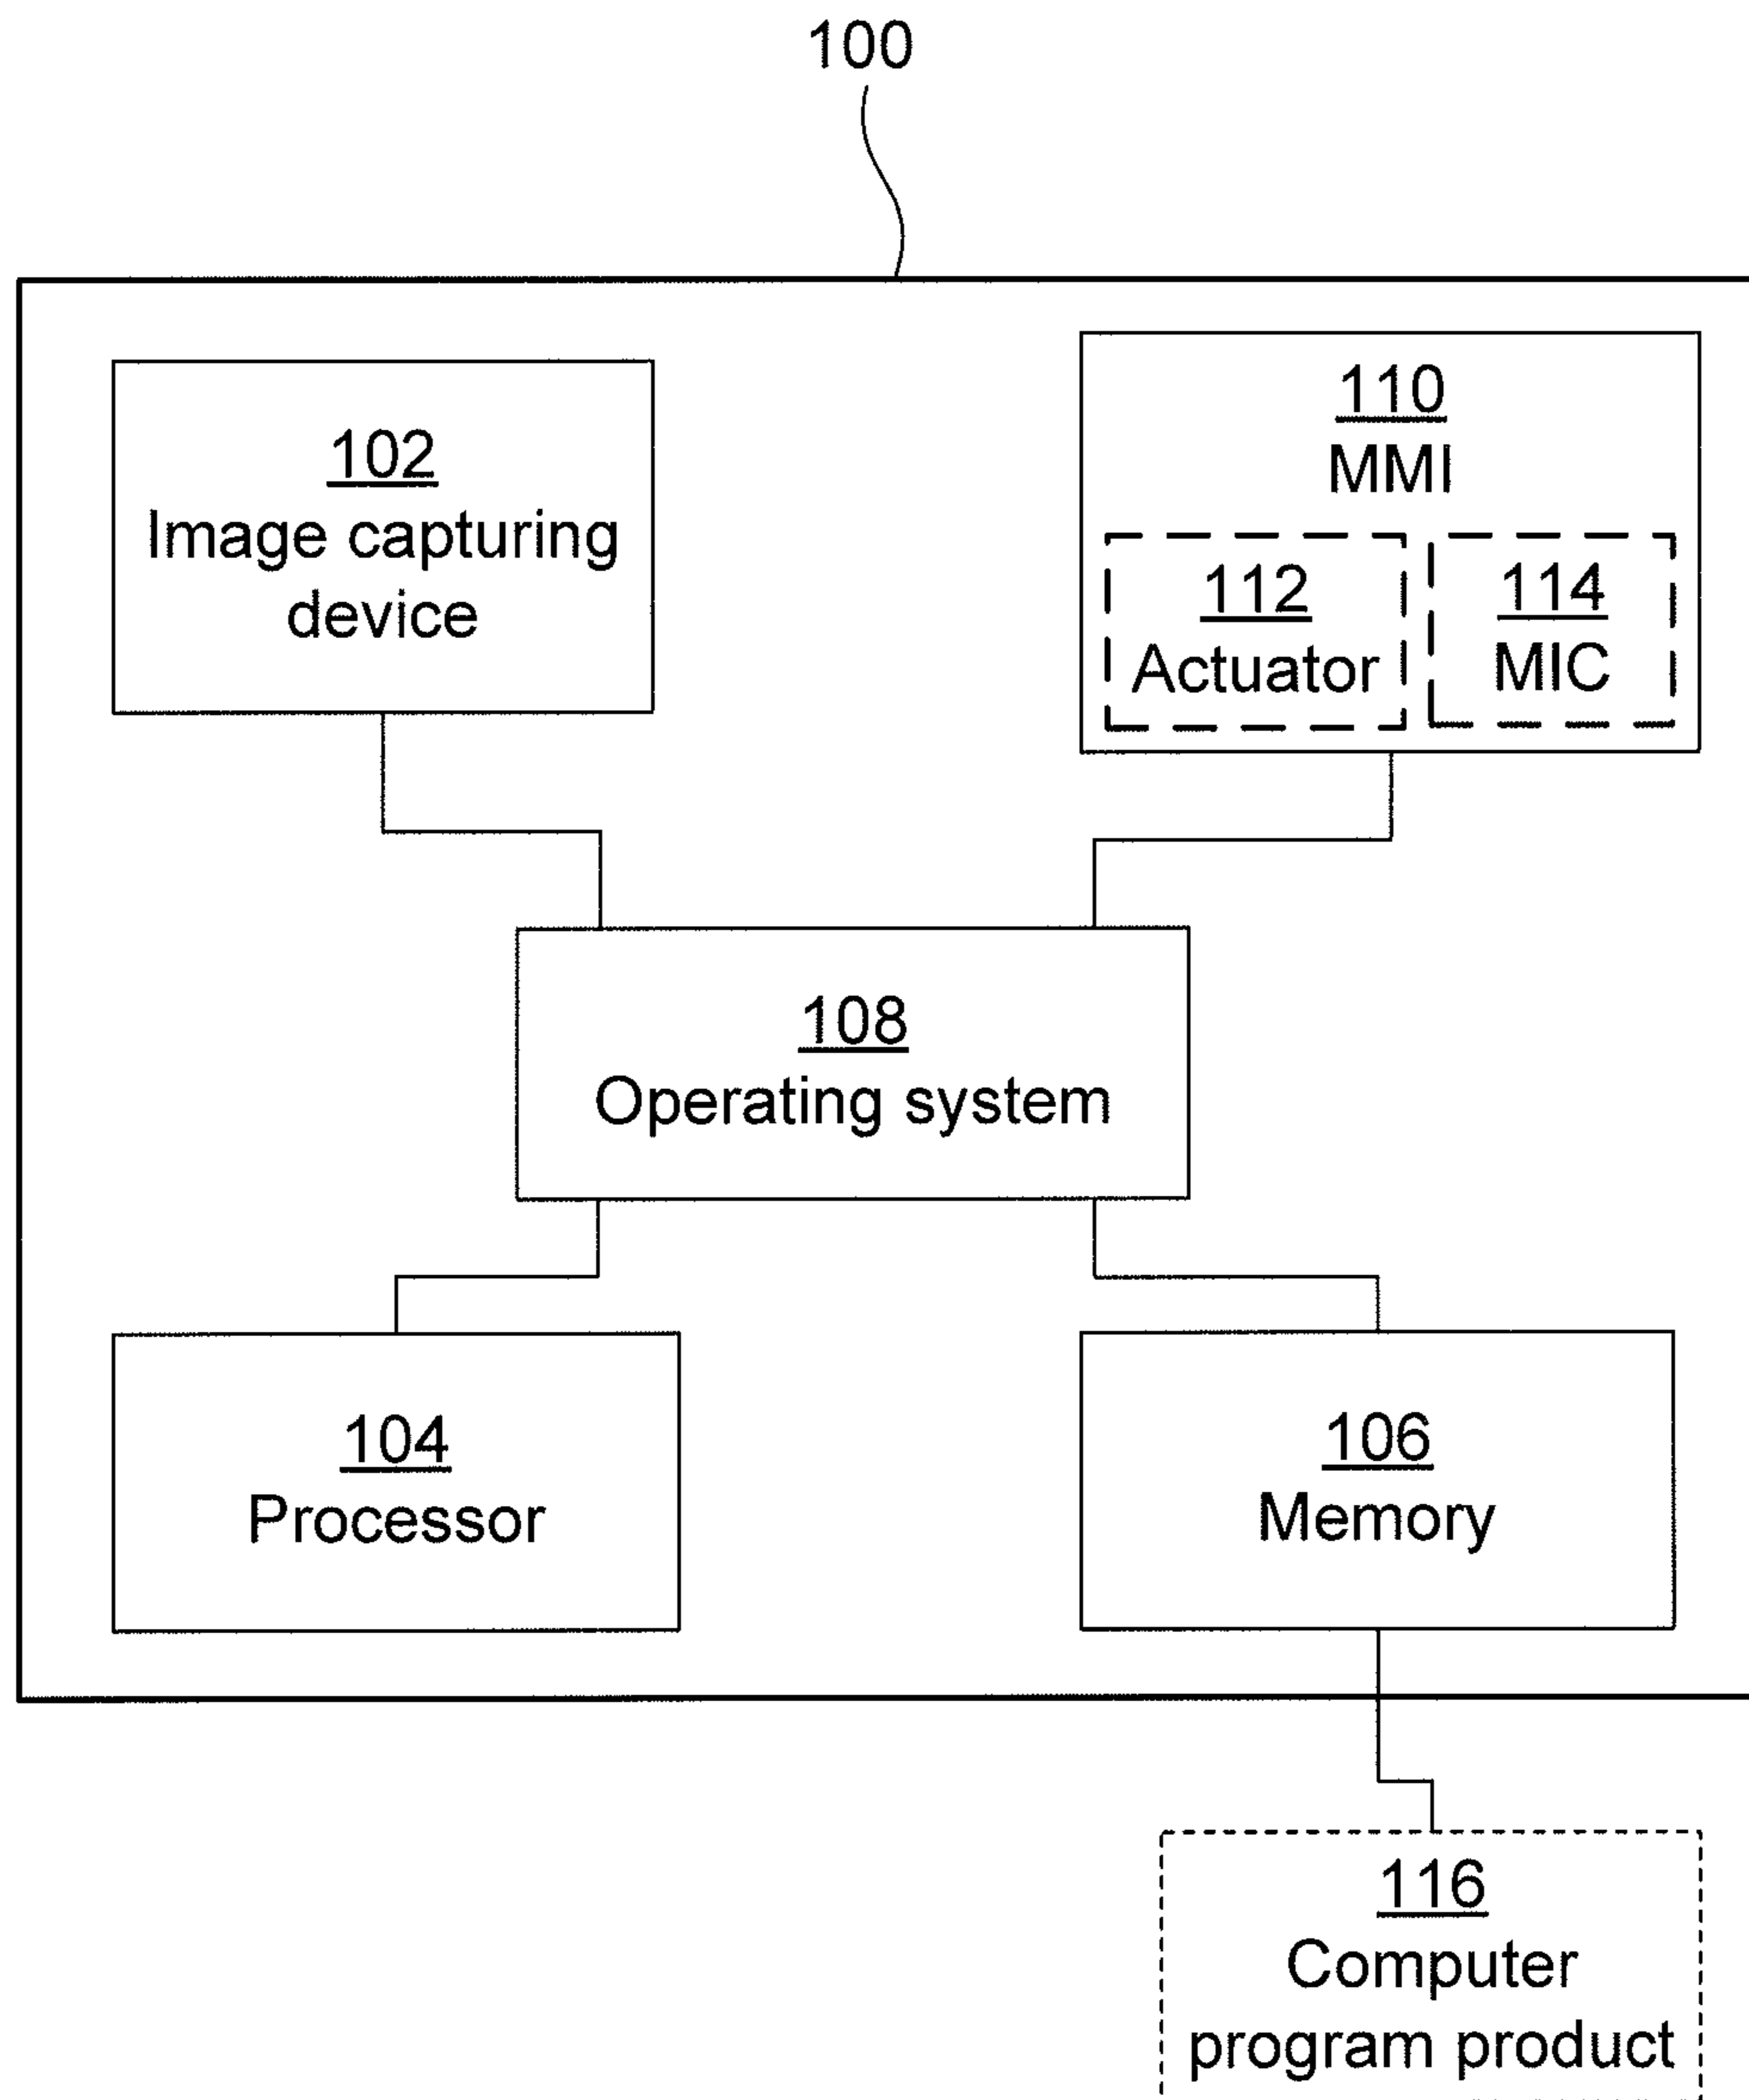 100
102
Image capturing
device
110
MMI
112
Actuator
114
MIC
108
Operating system
104
Processor
106
Memory
116
Computer
program product